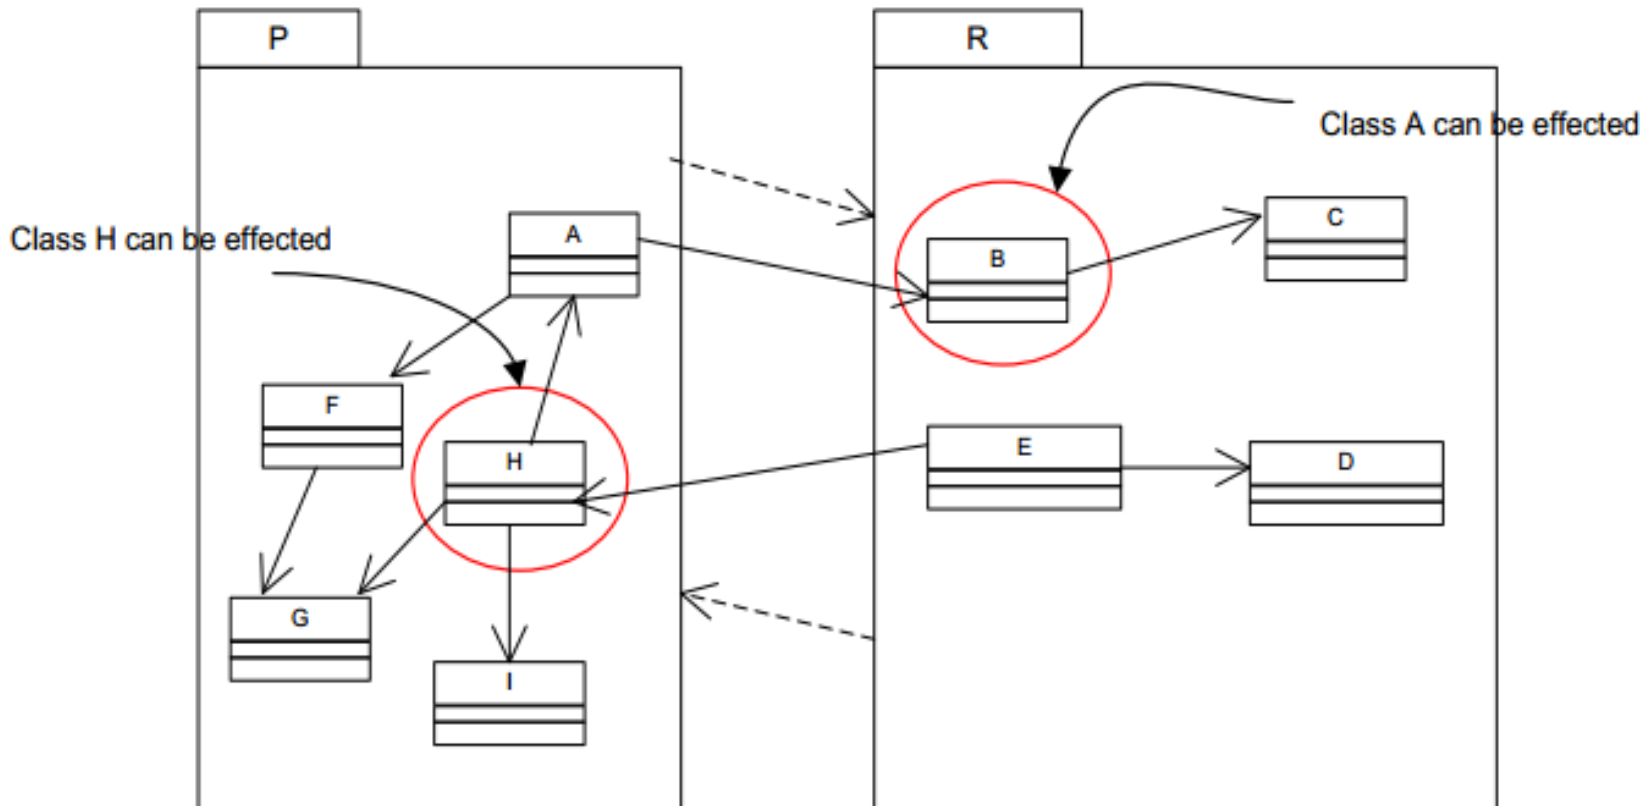 P
R
Class A can be effected
Class H can be effected
A
B
C
F
H
E
D
G
I